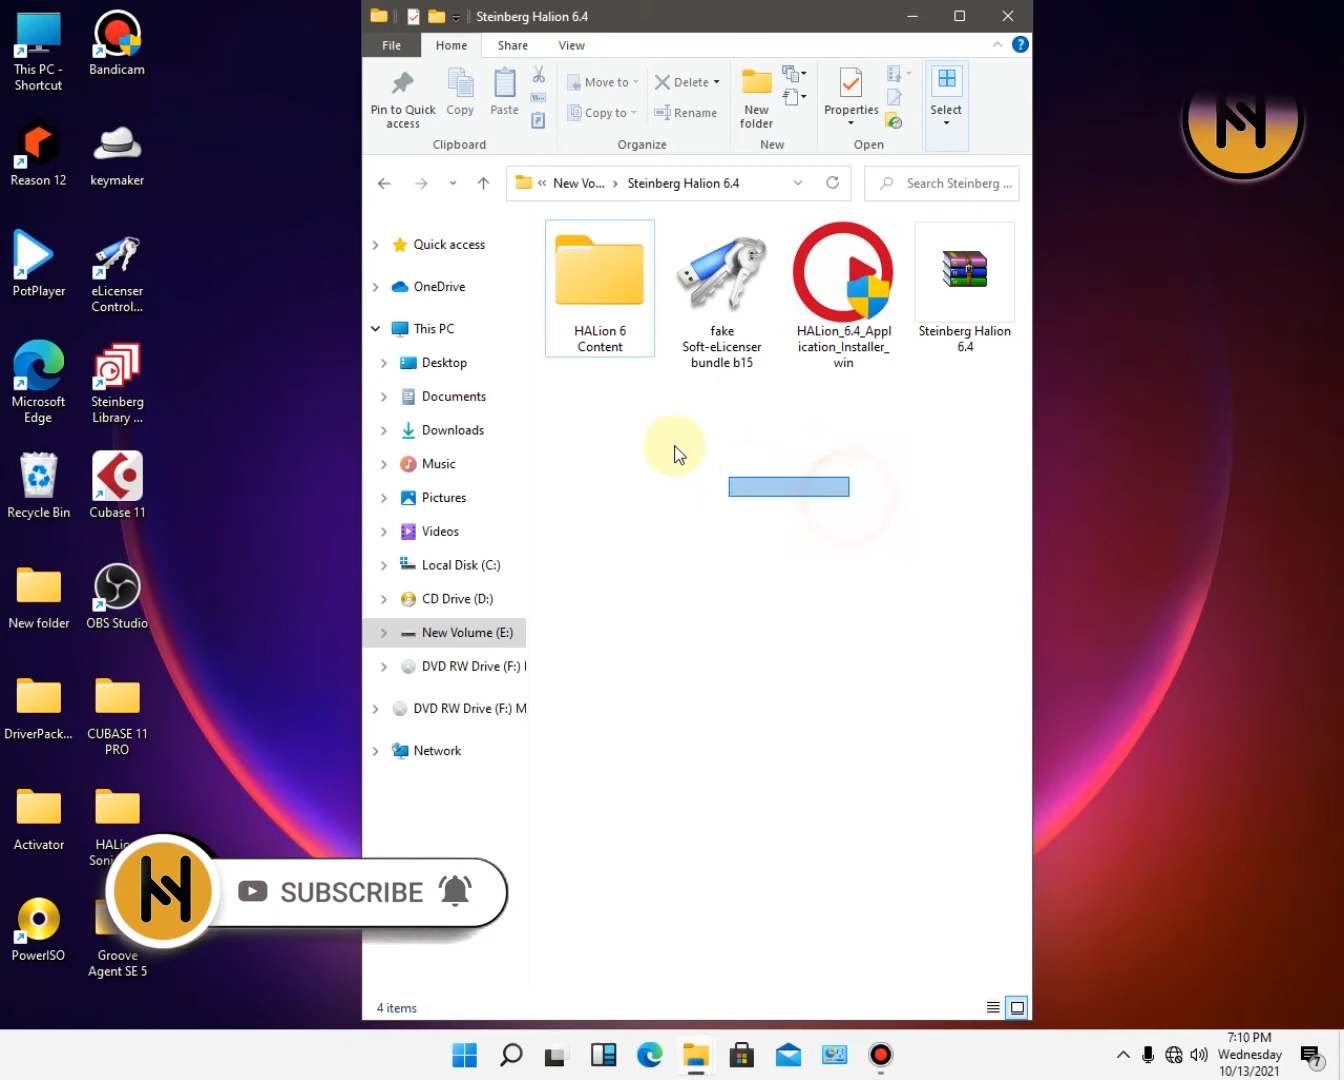 Steinberg Halion 6.4
File
Home
Share
View
Pin to Quick
access
Copy
Paste
Move to
Copy to
Delete
Rename
New
folder
Properties
Select
Clipboard
Organize
New
Open
« New Vo... › Steinberg Halion 6.4
Search Steinberg ...
Quick access
OneDrive
This PC
Desktop
Documents
Downloads
Music
Pictures
Videos
Local Disk (C:)
CD Drive (D:)
New Volume (E:)
DVD RW Drive (F:)
DVD RW Drive (F:) M
Network
HALion 6
Content
fake
Soft-eLicenser
bundle b15
HALion_6.4_Appl
ication_Installer_
win
Steinberg Halion
6.4
4 items
This PC -
Shortcut
Bandicam
Reason 12
keymaker
PotPlayer
eLicenser
Control...
Microsoft
Edge
Steinberg
Library ...
Recycle Bin
Cubase 11
New folder
OBS Studio
DriverPack...
CUBASE 11
PRO
Activator
PowerISO
Groove
Agent SE 5
SUBSCRIBE
7:10 PM
Wednesday
10/13/2021
7